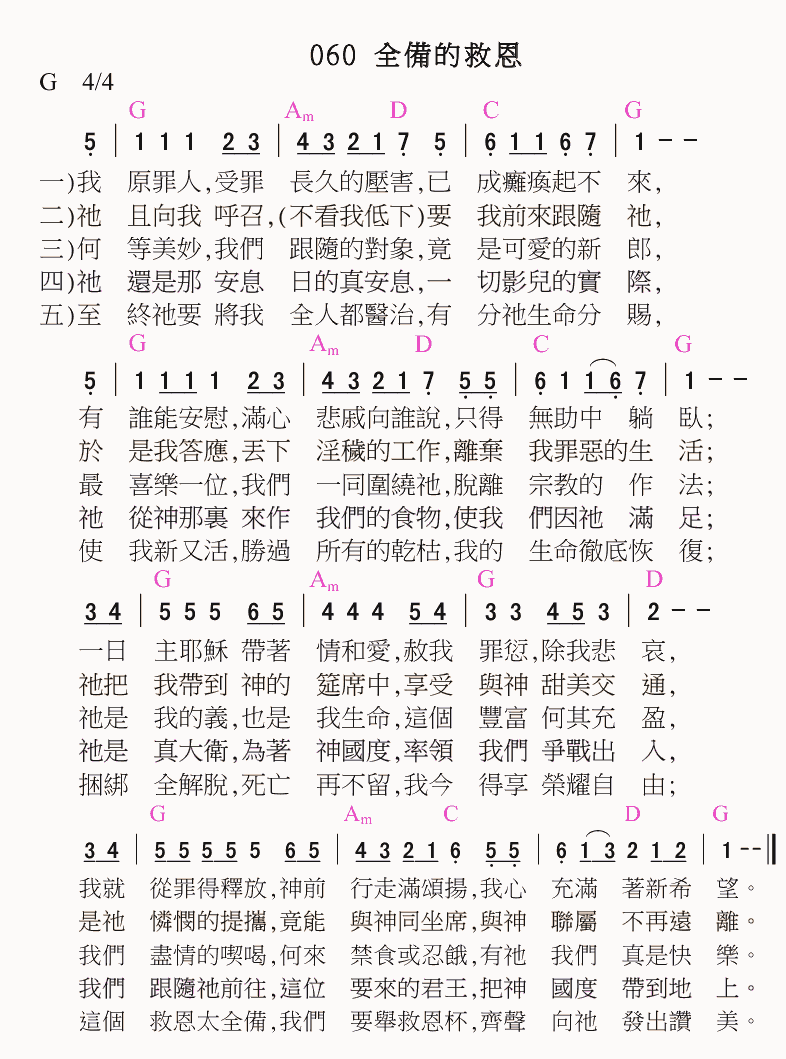 060 全備的救恩
G 4/4
G Am D C G
5 | 1 1 1 2 3 | 4 3 2 1 7 5 | 6 1 1 6 7 | 1 - -
一)我 原罪人,受罪 長久的壓害,已 成癱瘓起不 來,
二)祂 且向我 呼召,(不看我低下)要 我前來跟隨 祂,
三)何 等美妙,我們 跟隨的對象,竟 是可愛的新 郎,
四)祂 還是那 安息 日的真安息,一 切影兒的實 際,
五)至 終祂要 將我 全人都醫治,有 分祂生命分 賜,
G Am D C G
5 | 1 1 1 1 2 3 | 4 3 2 1 7 5 5 | 6 1 1 6 7 | 1 - -
有 誰能安慰,滿心 悲戚向誰說,只得 無助中 躺 臥;
於 是我答應,丟下 淫穢的工作,離棄 我罪惡的生 活;
最 喜樂一位,我們 一同圍繞祂,脫離 宗教的 作 法;
祂 從神那裏 來作 我們的食物,使我 們因祂 滿 足;
使 我新又活,勝過 所有的乾枯,我的 生命徹底恢 復;
G Am G D
3 4 | 5 5 5 6 5 | 4 4 4 5 4 | 3 3 4 5 3 | 2 - -
一日 主耶穌 帶著 情和愛,赦我 罪愆,除我悲 哀,
祂把 我帶到 神的 筵席中,享受 與神 甜美交 通,
祂是 我的義,也是 我生命,這個 豐富 何其充 盈,
祂是 真大衛,為著 神國度,率領 我們 爭戰出 入,
捆綁 全解脫,死亡 再不留,我今 得享 榮耀自 由;
G Am C D G
3 4 | 5 5 5 5 5 6 5 | 4 3 2 1 6 5 5 | 6 1 3 2 1 2 | 1 - -
我就 從罪得釋放,神前 行走滿頌揚,我心 充滿 著新希 望。
是祂 憐憫的提攜,竟能 與神同坐席,與神 聯屬 不再遠 離。
我們 盡情的喫喝,何來 禁食或忍餓,有祂 我們 真是快 樂。
我們 跟隨祂前往,這位 要來的君王,把神 國度 帶到地 上。
這個 救恩太全備,我們 要舉救恩杯,齊聲 向祂 發出讚 美。